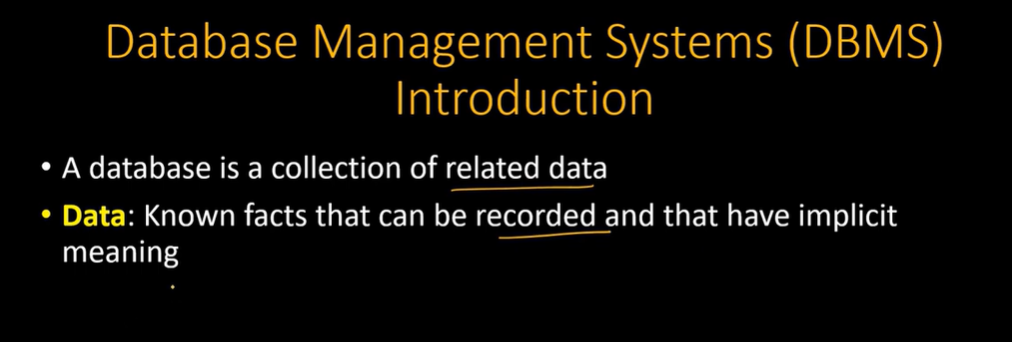 Database Management Systems (DBMS)
Introduction
• A database is a collection of related data
• Data: Known facts that can be recorded and that have implicit
meaning